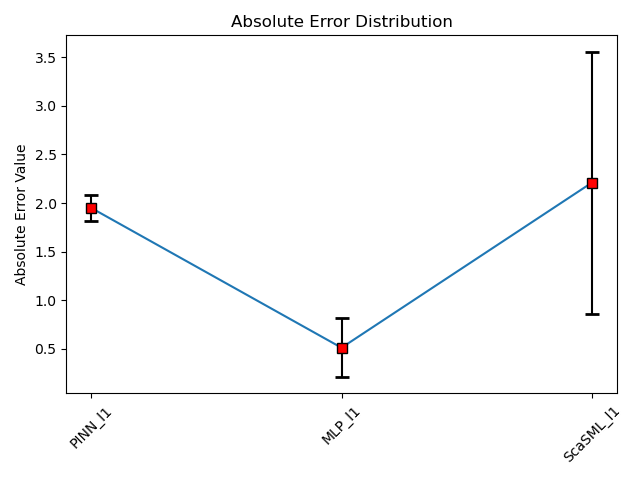 Absolute Error Distribution
Absolute Error Value
3.5
3.0
2.5
2.0
1.5
1.0
0.5
PINN_l1
MLP_l1
ScaSML_l1